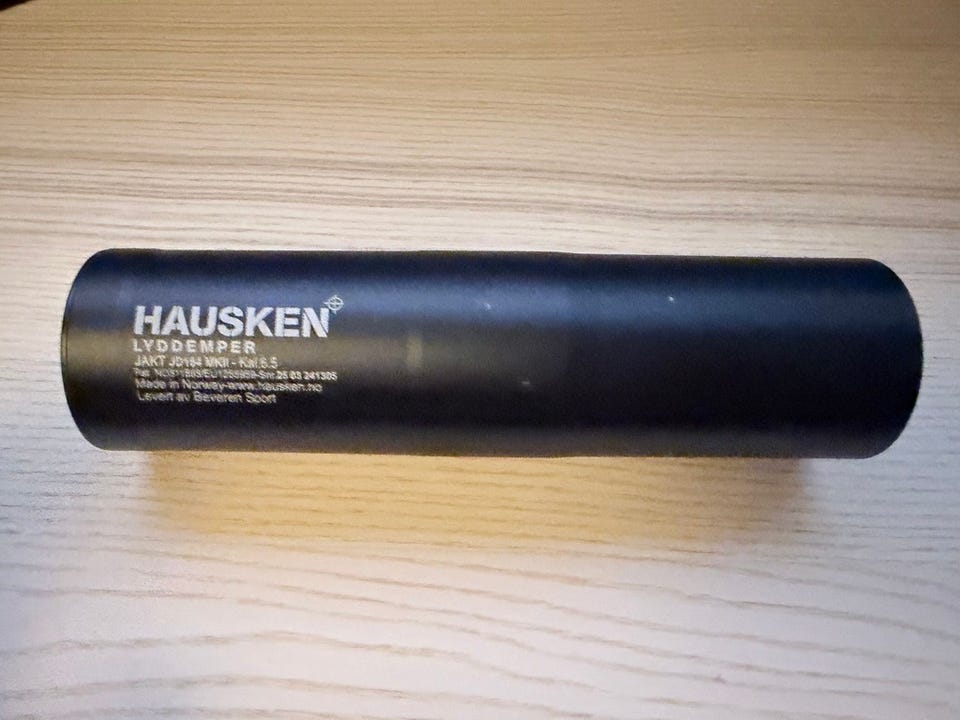 HAUSKEN
LYDDEMPER
JAKT JD184 MKII - Kal.6.5
Made in Norway-www.hausken.no
Levert av Beveren Sport